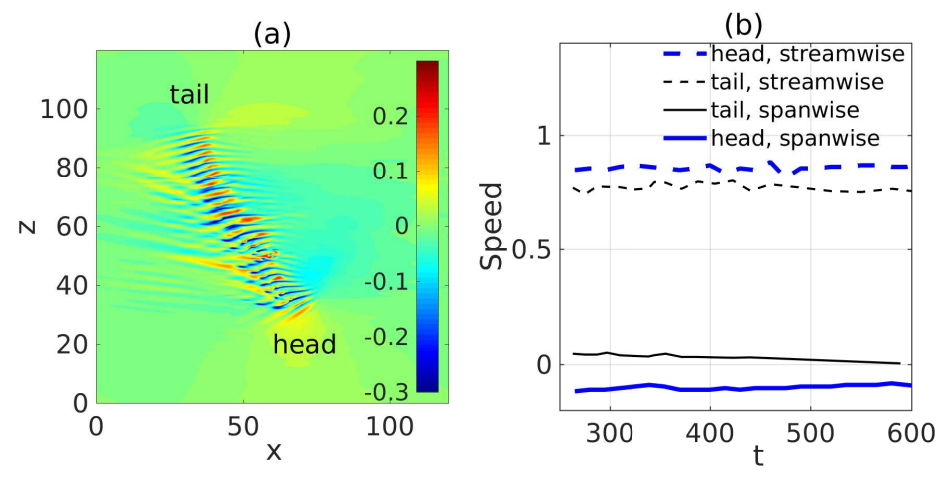 (a)
tail
head
100
80
60
40
20
0
z
0
50
100
x
0.2
0.1
0
-0.1
-0.2
-0.3
(b)
head, streamwise
tail, streamwise
tail, spanwise
head, spanwise
1
0.5
0
Speed
300
400
500
600
t